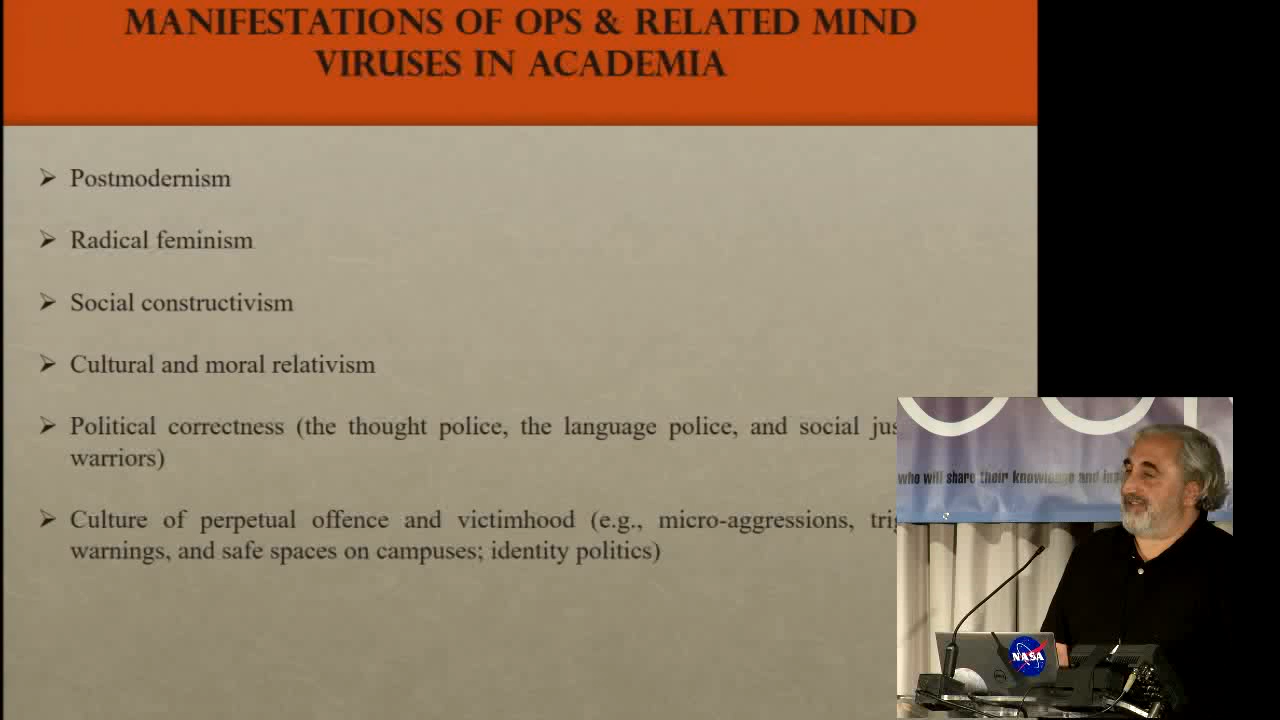 MANIFESTATIONS OF OPS & RELATED MIND
VIRUSES IN ACADEMIA
➢ Postmodernism
➢ Radical feminism
➢ Social constructivism
➢ Cultural and moral relativism
➢ Political correctness (the thought police, the language police, and social jus
warriors)
➢ Culture of perpetual offence and victimhood (e.g., micro-aggressions, trig
warnings, and safe spaces on campuses; identity politics)
who will share their knowledge and
NASA
DELL